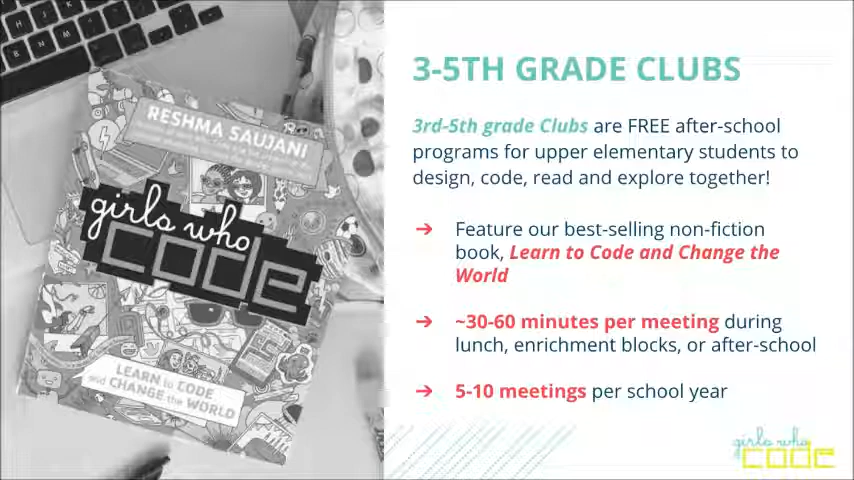 RESHMA SAUJANI
girls who
code
LEARN to CODE
and CHANGE the WORLD
3-5TH GRADE CLUBS
3rd-5th grade Clubs are FREE after-school
programs for upper elementary students to
design, code, read and explore together!
➔ Feature our best-selling non-fiction
book, Learn to Code and Change the
World
➔ ~30-60 minutes per meeting during
lunch, enrichment blocks, or after-school
➔ 5-10 meetings per school year
girls who
code